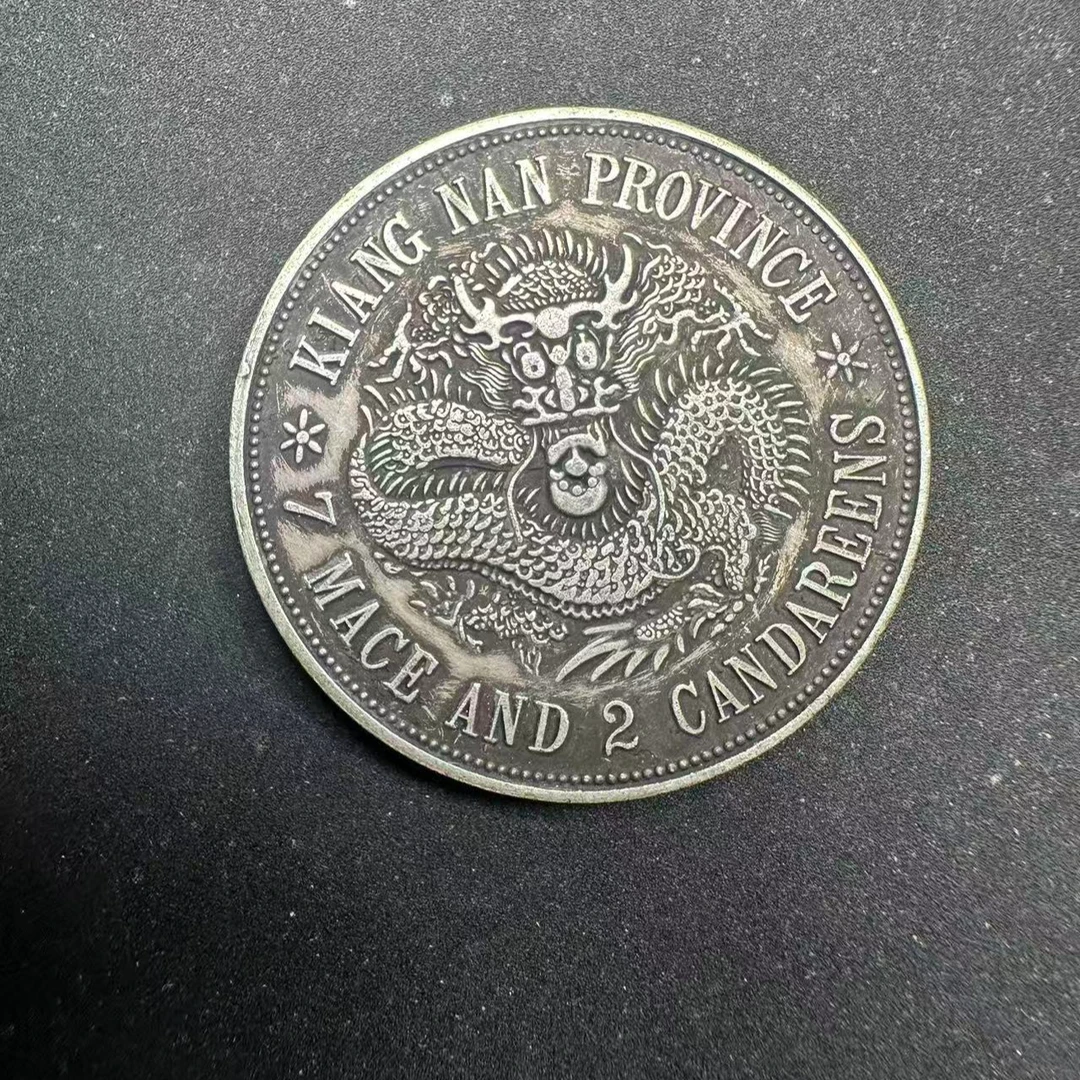 KIANG NAN PROVINCE
7 MACE AND 2 CANDAREENS